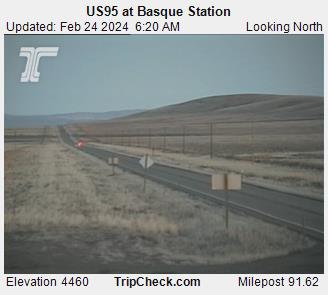 US95 at Basque Station
Updated: Feb 24 2024 6:20 AM Looking North
Elevation 4460 TripCheck.com Milepost 91.62